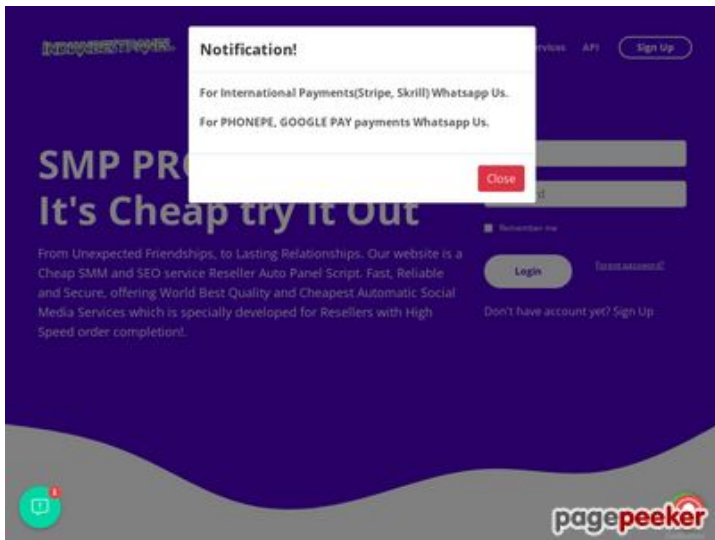 INDIANBESTPANEL.
Notification!
rvices API Sign Up
For International Payments(Stripe, Skrill) Whatsapp Us.
For PHONEPE, GOOGLE PAY payments Whatsapp Us.
Close
SMP PRO
It's Cheap try It Out
Remember me
From Unexpected Friendships, to Lasting Relationships. Our website is a
Cheap SMM and SEO service Reseller Auto Panel Script. Fast, Reliable
and Secure, offering World Best Quality and Cheapest Automatic Social
Media Services which is specially developed for Resellers with High
Speed order completion!.
Login Forgot password?
Don't have account yet? Sign Up
1
pagepeeker